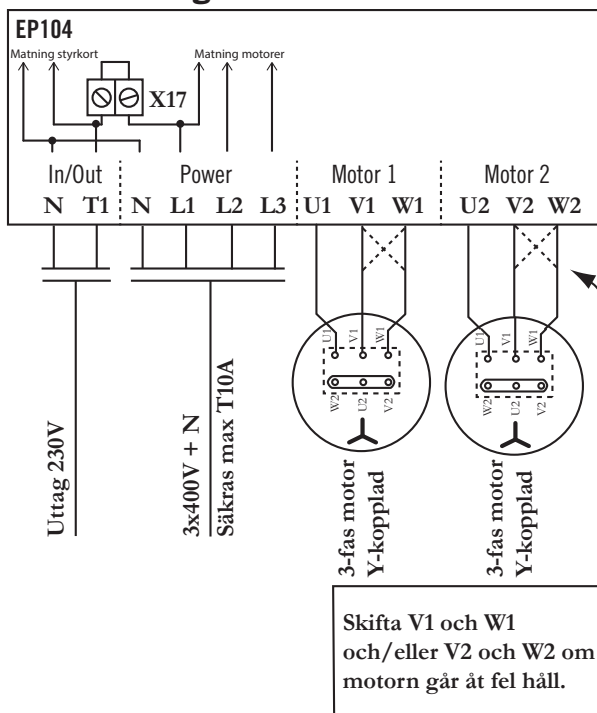 EP104
Matning styrkort Matning motorer
X17
In/Out Power Motor 1 Motor 2
N T1 N L1 L2 L3 U1 V1 W1 U2 V2 W2
U1 V1 W1
W2 U2 V2
U1 V1 W1
W2 U2 V2
Uttag 230V
3x400V + N
Säkras max T10A
3-fas motor
Y-kopplad
3-fas motor
Y-kopplad
Skifta V1 och W1
och/eller V2 och W2 om
motorn går åt fel håll.